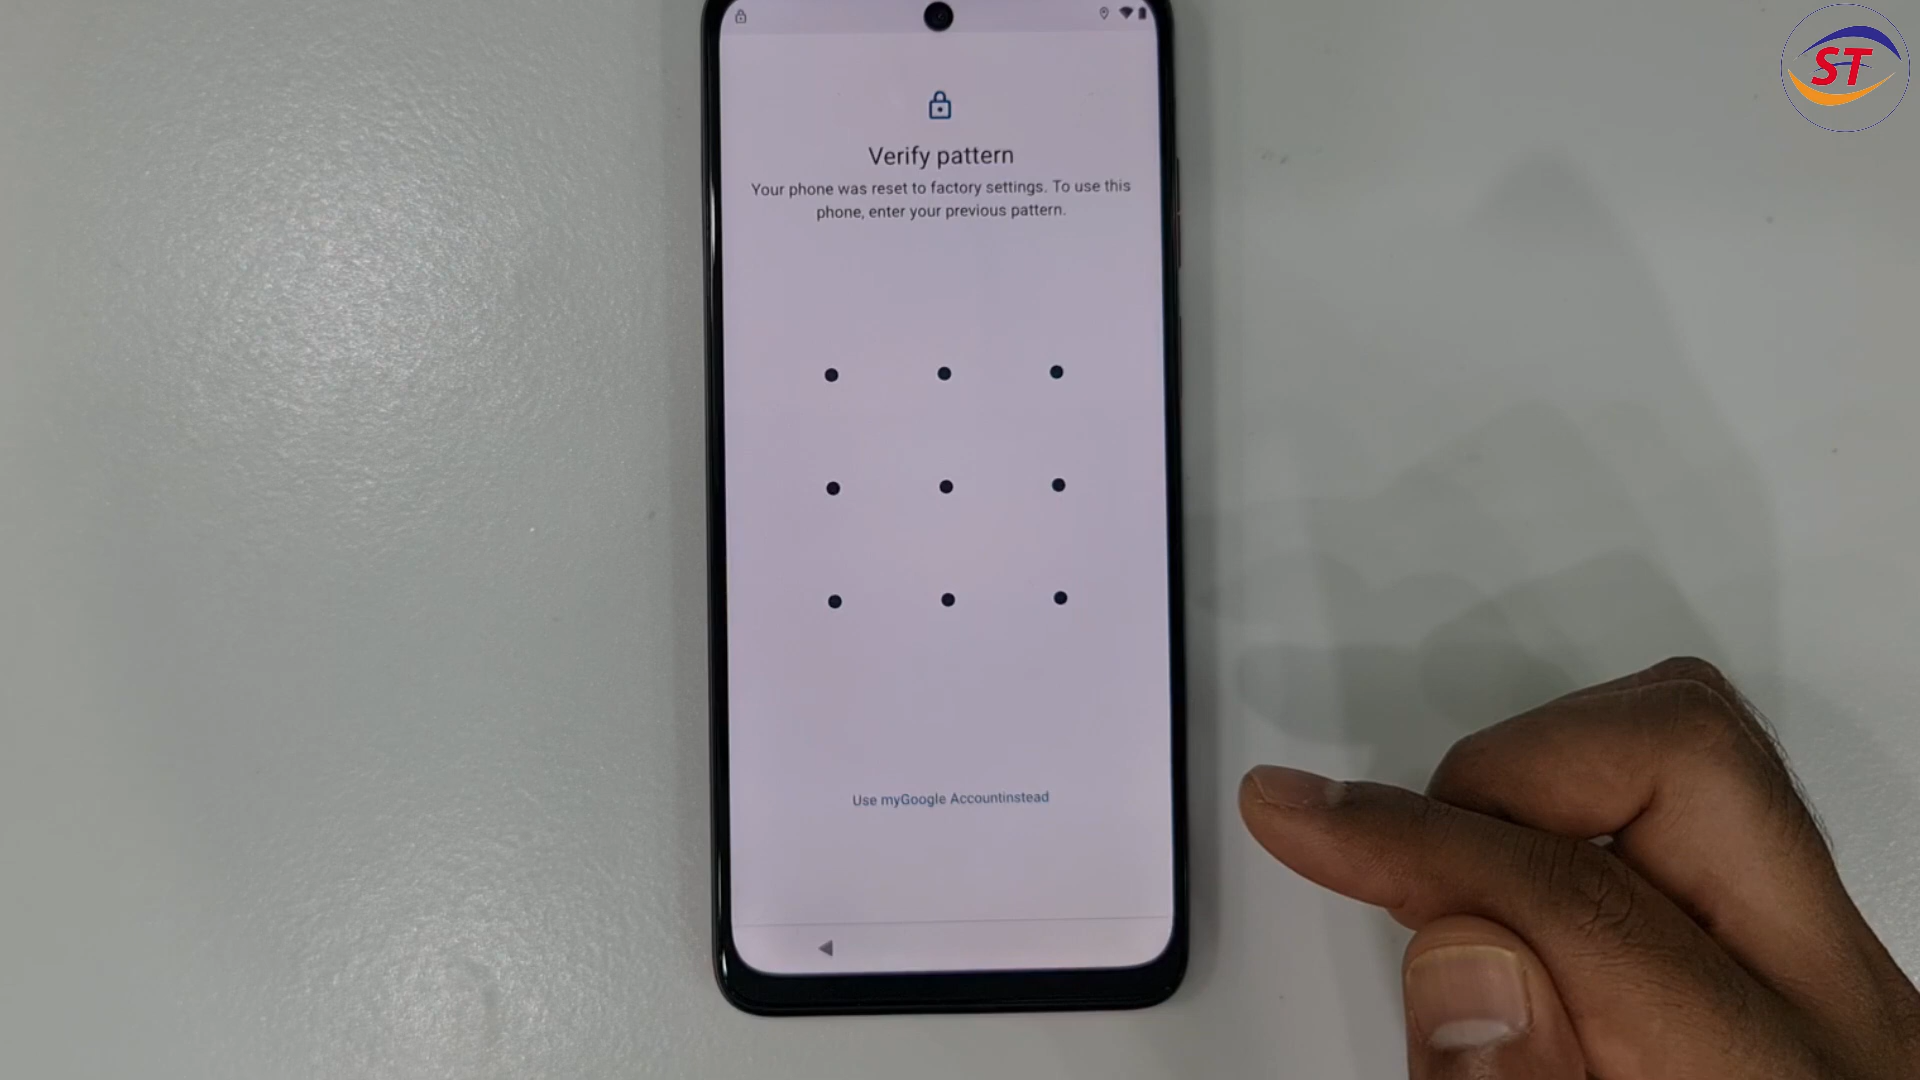 ST
Verify pattern
Your phone was reset to factory settings. To use this
phone, enter your previous pattern.
Use myGoogle Accountinstead